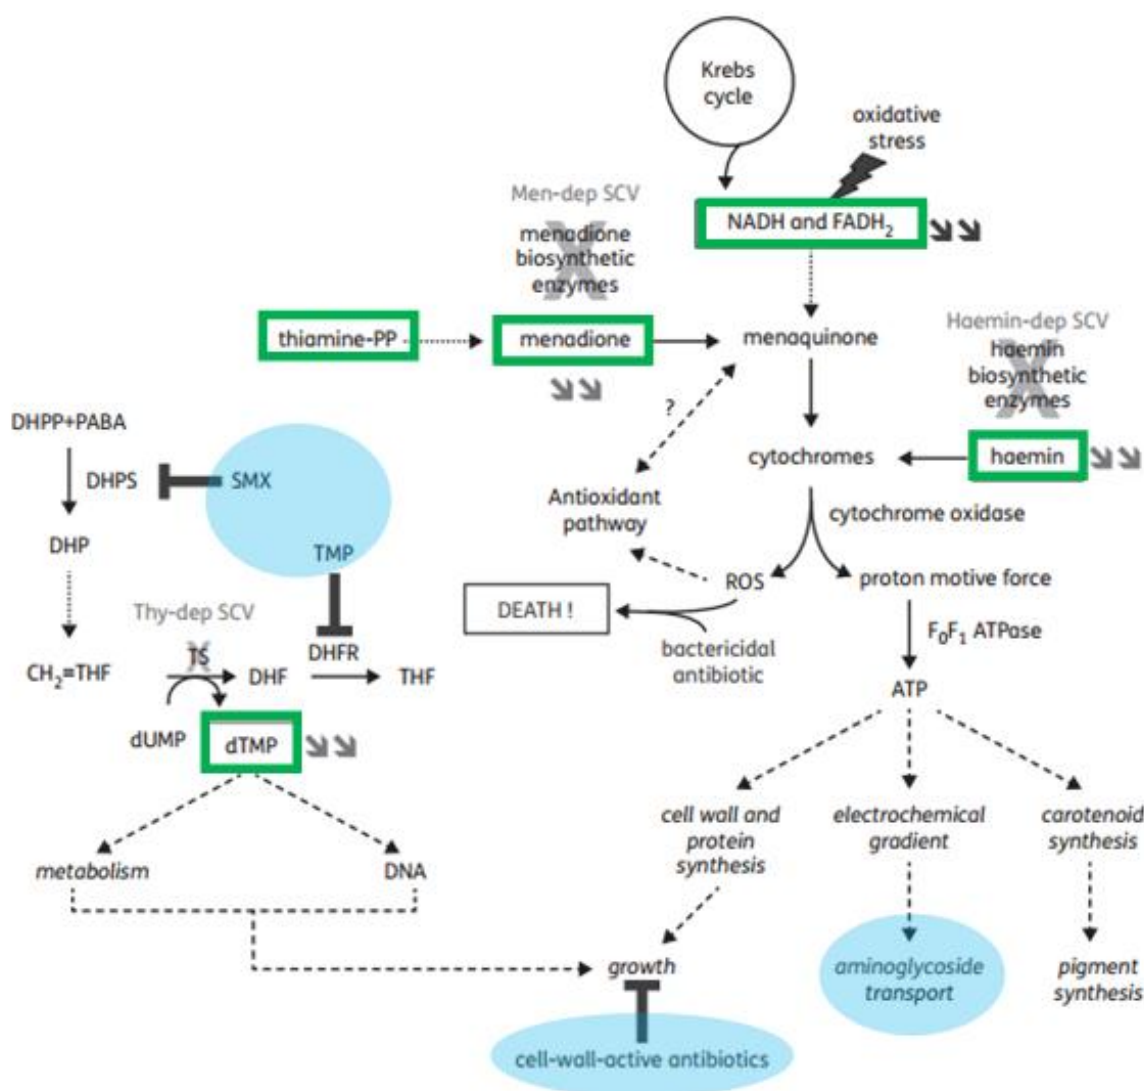 Krebs
cycle
oxidative
stress
Men-dep SCV
menadione
biosynthetic
enzymes
NADH and FADH₂
thiamine-PP
menadione
menaquinone
Haemin-dep SCV
haemin
biosynthetic
enzymes
?
DHPP+PABA
DHPS
SMX
cytochromes
haemin
Antioxidant
pathway
cytochrome oxidase
DHP
TMP
ROS
proton motive force
DEATH !
Thy-dep SCV
F₀F₁ ATPase
bactericidal
antibiotic
TS
DHFR
CH₂=THF
DHF
THF
ATP
dUMP
dTMP
cell wall and
protein
synthesis
electrochemical
gradient
carotenoid
synthesis
metabolism
DNA
growth
aminoglycoside
transport
pigment
synthesis
cell-wall-active antibiotics